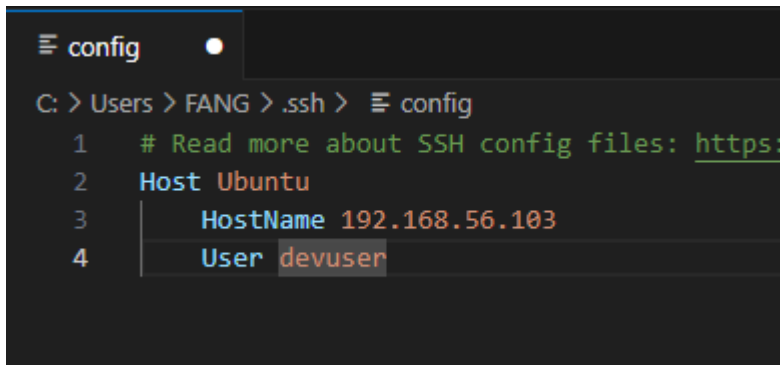 config
C: > Users > FANG > .ssh > config
1 # Read more about SSH config files: https:
2 Host Ubuntu
3 HostName 192.168.56.103
4 User devuser